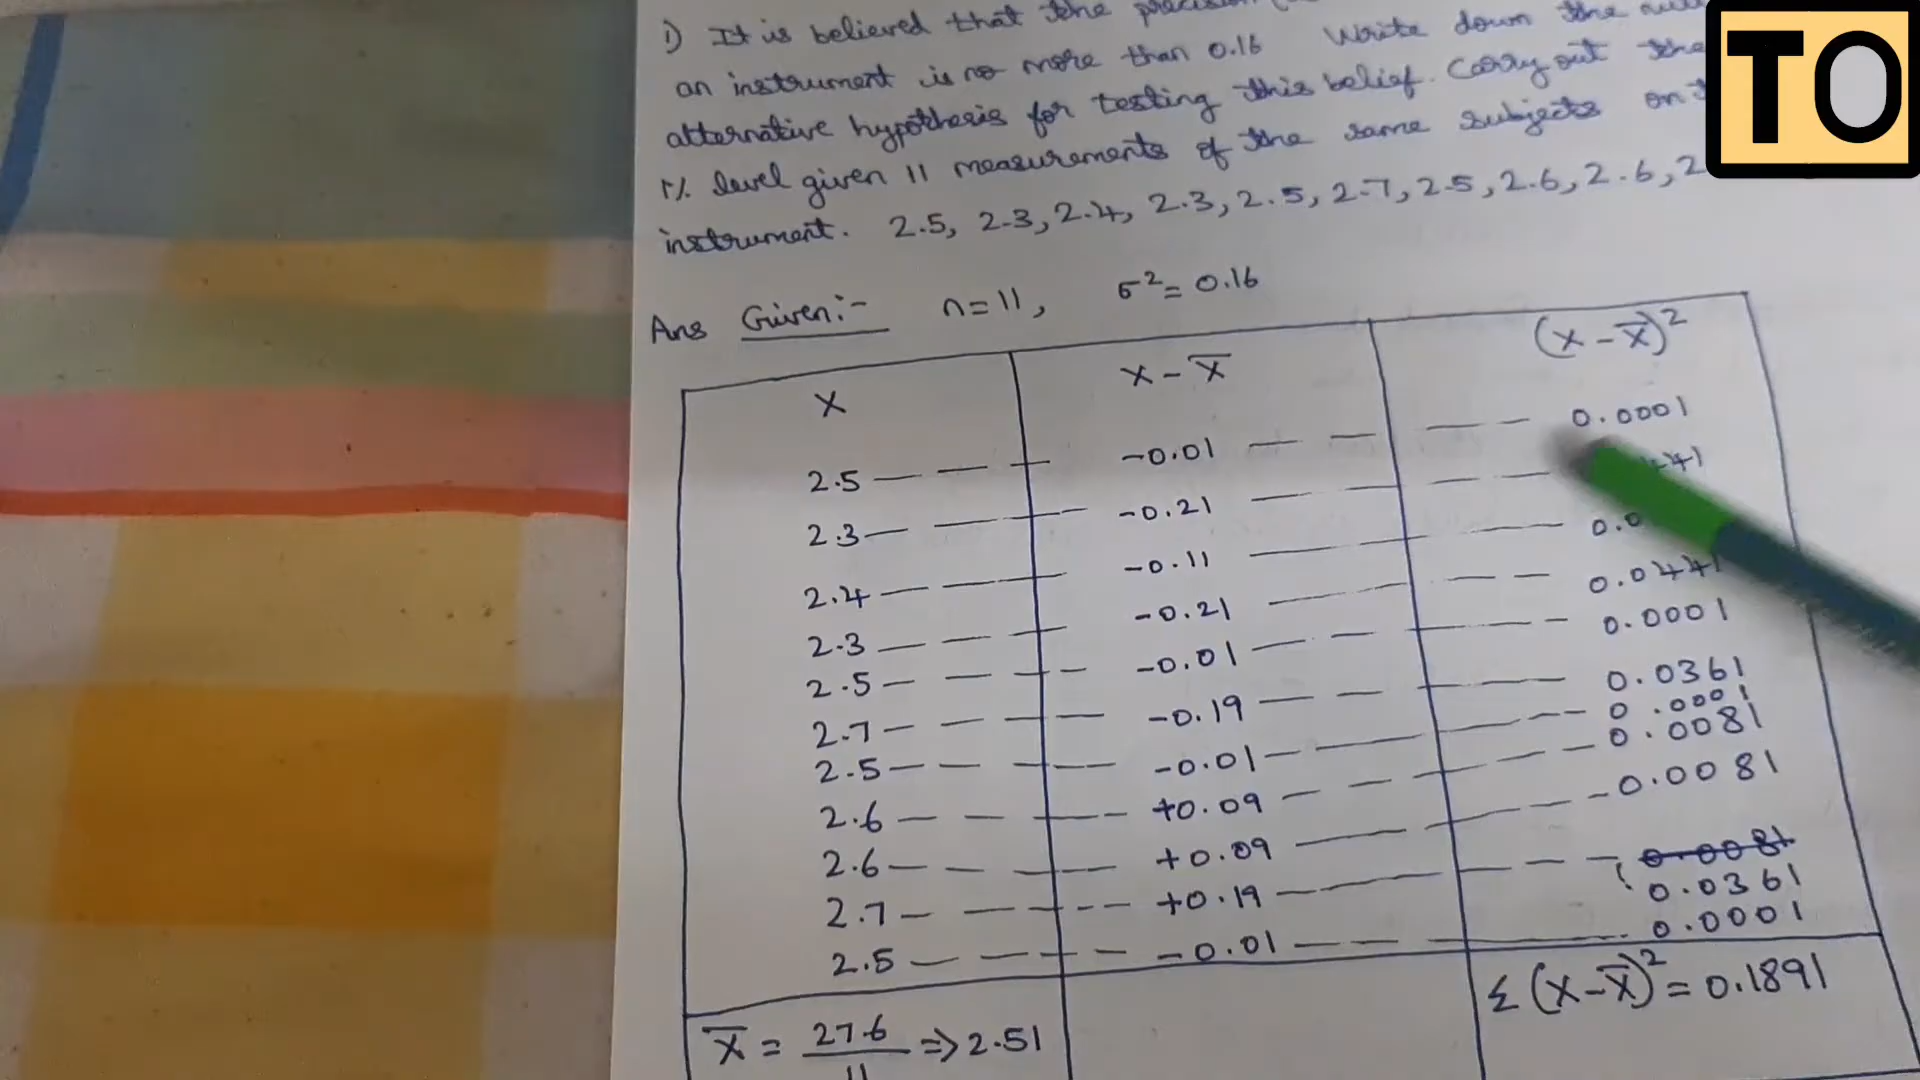 1) It is believed that the precision
an instrument is no more than 0.16 Write down the
alternative hypothesis for testing this belief. Carry out the
1% level given 11 measurements of the same subjects on
instrument. 2.5, 2.3, 2.4, 2.3, 2.5, 2.7, 2.5, 2.6, 2.6, 2
TO
Ans Given:- n=11, σ²= 0.16
X X-X̅ (X-X̅)²
2.5 -0.01 0.0001
2.3 -0.21
2.4 -0.11
2.3 -0.21 0.0441
2.5 -0.01 0.0001
2.7 -0.19 0.0361
2.5 -0.01 0.0001
2.6 +0.09 0.0081
2.6 +0.09 0.0081
2.7 +0.19 0.0361
2.5 -0.01 0.0001
X̅ = 27.6/11 => 2.51 Σ(X-X̅)² = 0.1891